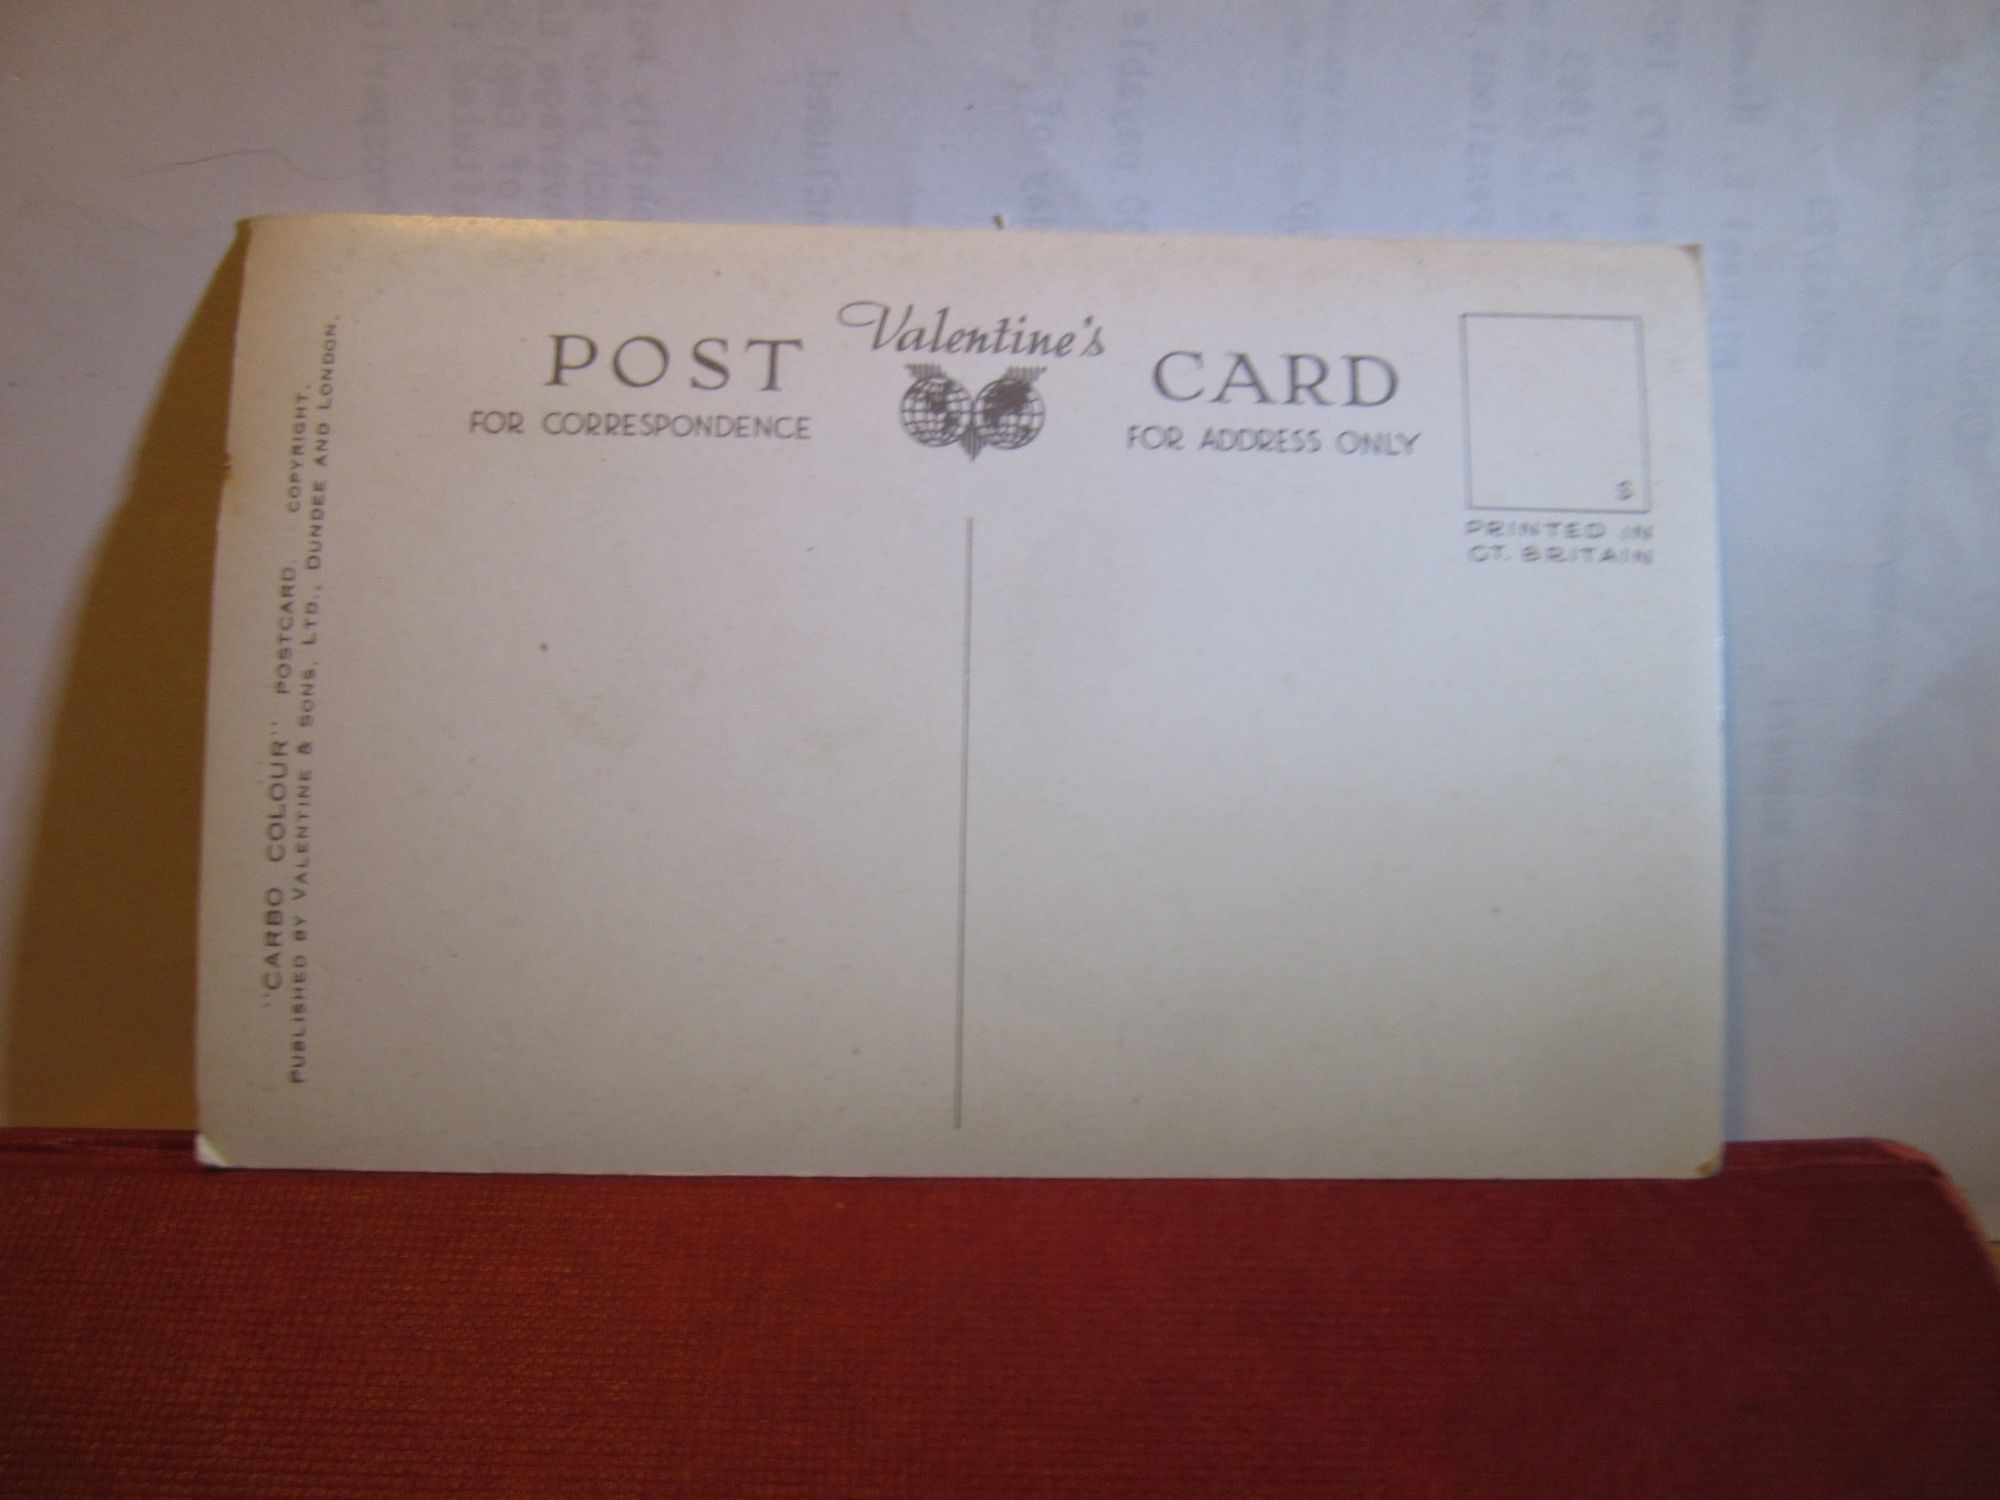 POST Valentine's CARD
FOR CORRESPONDENCE
FOR ADDRESS ONLY
S
PRINTED IN
GT. BRITAIN
"CARBO COLOUR" POSTCARD. COPYRIGHT.
PUBLISHED BY VALENTINE & SONS, LTD., DUNDEE AND LONDON.